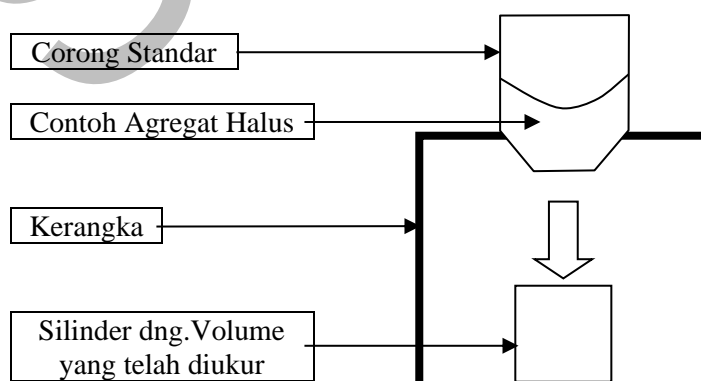 Corong Standar
Contoh Agregat Halus
Kerangka
Silinder dng.Volume
yang telah diukur